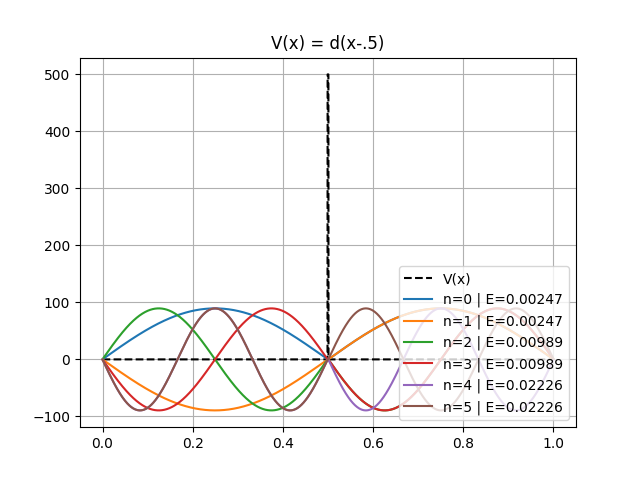 V(x) = d(x-.5)
500
400
300
200
100
0
−100
0.0
0.2
0.4
0.6
0.8
1.0
V(x)
n=0 | E=0.00247
n=1 | E=0.00247
n=2 | E=0.00989
n=3 | E=0.00989
n=4 | E=0.02226
n=5 | E=0.02226